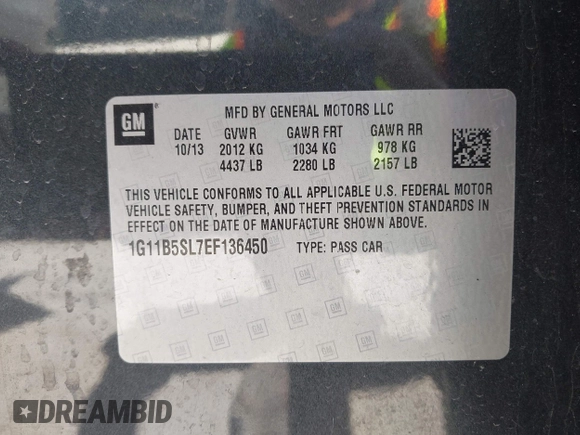 GM ® MFD BY GENERAL MOTORS LLC
DATE GVWR GAWR FRT GAWR RR
10/13 2012 KG 1034 KG 978 KG
4437 LB 2280 LB 2157 LB
THIS VEHICLE CONFORMS TO ALL APPLICABLE U.S. FEDERAL MOTOR
VEHICLE SAFETY, BUMPER, AND THEFT PREVENTION STANDARDS IN
EFFECT ON THE DATE OF MANUFACTURE SHOWN ABOVE.
1G11B5SL7EF136450 TYPE: PASS CAR
DREAMBID